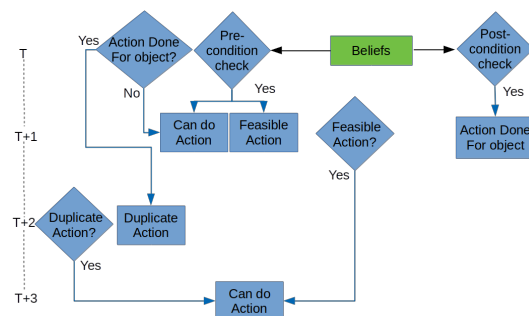 T
Yes
Action Done
For object?
Pre-
condition
check
Beliefs
Post-
condition
check
No
Yes
Yes
T+1
Can do
Action
Feasible
Action
Feasible
Action?
Action Done
For object
Yes
T+2
Duplicate
Action?
Duplicate
Action
Yes
T+3
Can do
Action